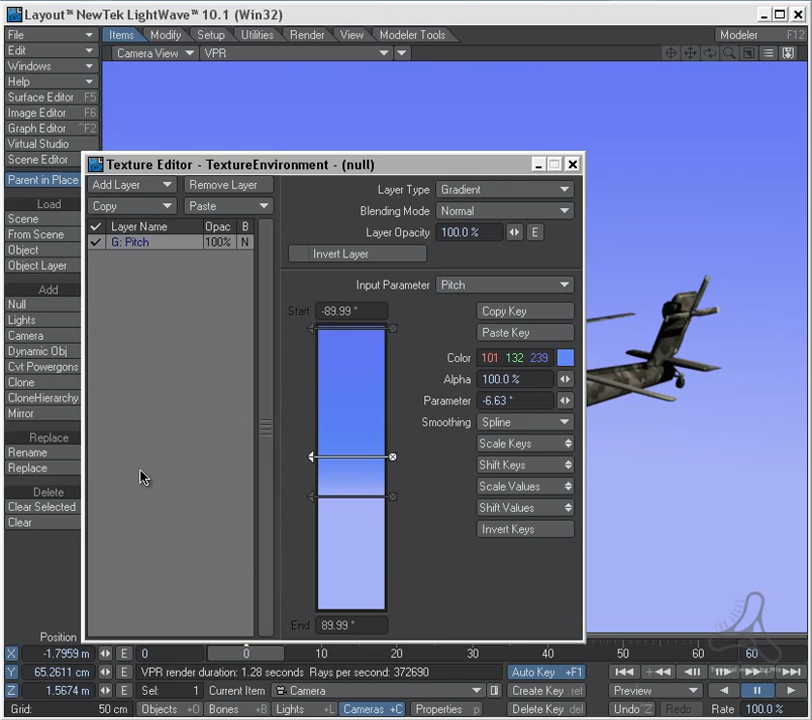 Layout™ NewTek LightWave™ 10.1 (Win32)
Items Modify Setup Utilities Render View Modeler Tools Modeler F12
File
Edit
Windows
Help
Surface Editor F5
Image Editor F6
Graph Editor ^F2
Virtual Studio
Scene Editor
Parent in Place
Load
Scene
From Scene
Object
Object Layer
Add
Null
Lights
Camera
Dynamic Obj
Cvt Powergons
Clone
CloneHierarchy
Mirror
Replace
Rename
Replace
Delete
Clear Selected
Clear
Camera View VPR
Texture Editor - TextureEnvironment - (null)
Add Layer Remove Layer
Copy Paste
Layer Name Opac B
G: Pitch 100% N
Layer Type Gradient
Blending Mode Normal
Layer Opacity 100.0 % E
Invert Layer
Input Parameter Pitch
Start -89.99 °
Copy Key
Paste Key
Color 101 132 239
Alpha 100.0 %
Parameter -6.63 °
Smoothing Spline
Scale Keys
Shift Keys
Scale Values
Shift Values
Invert Keys
End 89.99 °
Position
X -1.7959 m E 0 0 10 20 30 40 50 60 60
Y 65.2611 cm E VPR render duration: 1.28 seconds Rays per second: 372690 Auto Key +F1
Z 1.5674 m E Sel: 1 Current Item Camera Create Key ret Preview
Grid: 50 cm Objects +O Bones +B Lights +L Cameras +C Properties p Delete Key del Undo ^Z Redo z Rate 100.0 %